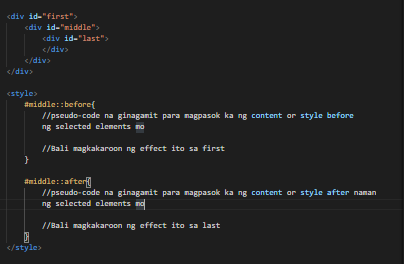 <div id="first">
<div id="middle">
<div id="last">
</div>
</div>
</div>
<style>
#middle::before{
//pseudo-code na ginagamit para magpasok ka ng content or style before
ng selected elements mo
//Bali magkakaroon ng effect ito sa first
}
#middle::after{
//pseudo-code na ginagamit para magpasok ka ng content or style after naman
ng selected elements mo
//Bali magkakaroon ng effect ito sa last
}
</style>